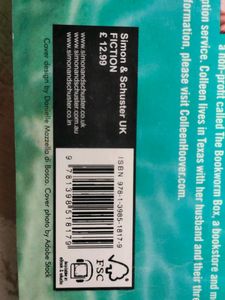 a non-profit called The Bookworm Box, a bookstore and m
ption service. Colleen lives in Texas with her husband and their thre
formation, please visit ColleenHoover.com.
Simon & Schuster UK
FICTION
£ 12.99
www.simonandschuster.co.uk
www.simonandschuster.com.au
www.simonandschuster.co.in
ISBN 978-1-3985-1817-9
9 781398 518179
FSC
Cover design by Danielle Mazzella di Bosco. Cover photo by Adobe Stock